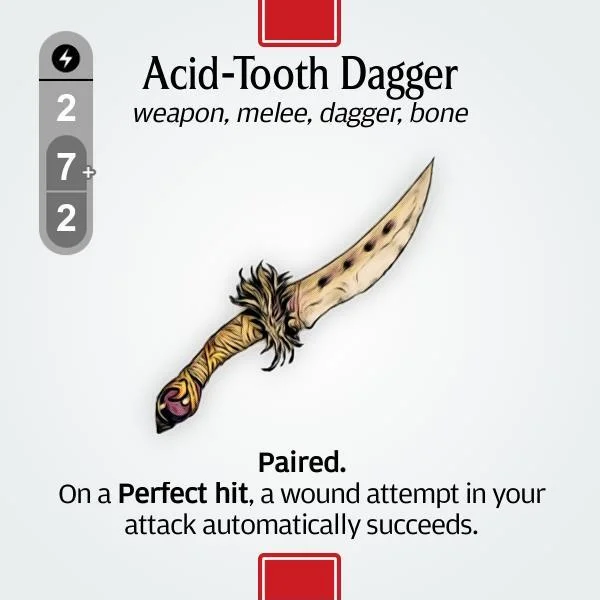 Acid-Tooth Dagger
weapon, melee, dagger, bone
2
7+
2
Paired.
On a Perfect hit, a wound attempt in your
attack automatically succeeds.